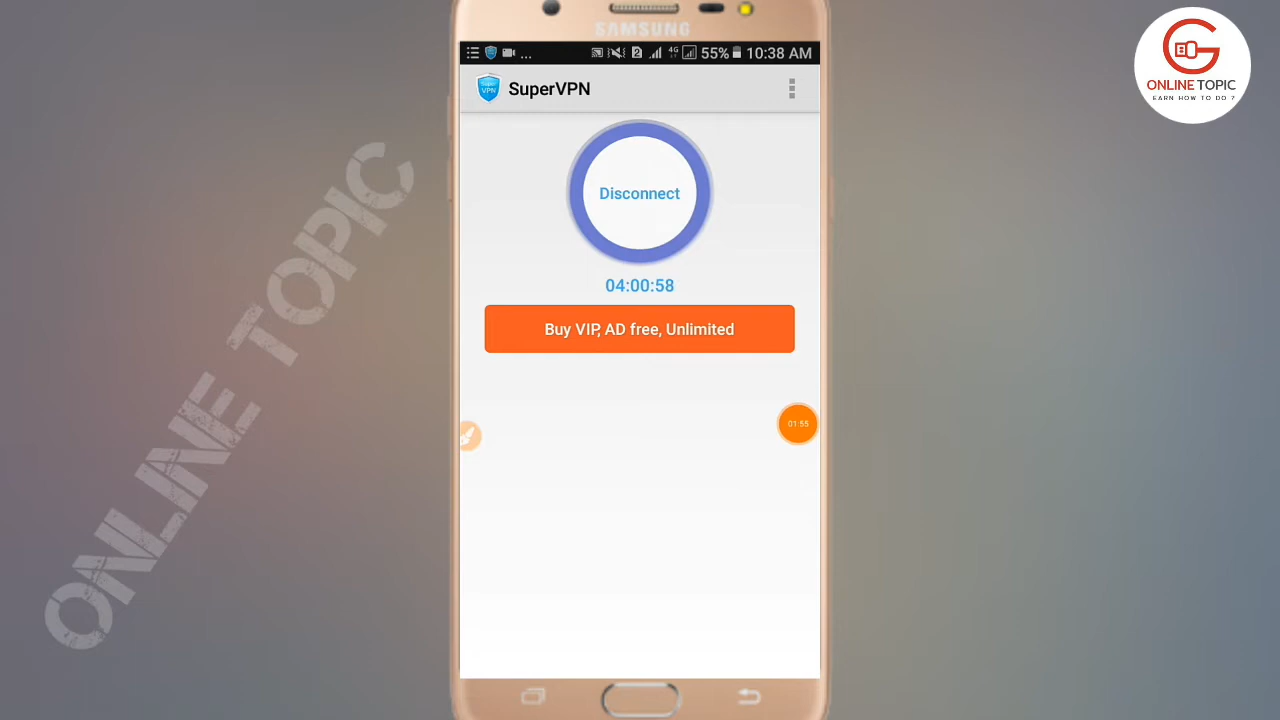 SAMSUNG
... 4G 55% 10:38 AM
SuperVPN
Disconnect
04:00:58
Buy VIP, AD free, Unlimited
01:55
ONLINE TOPIC
G
ONLINE TOPIC
EARN HOW TO DO ?